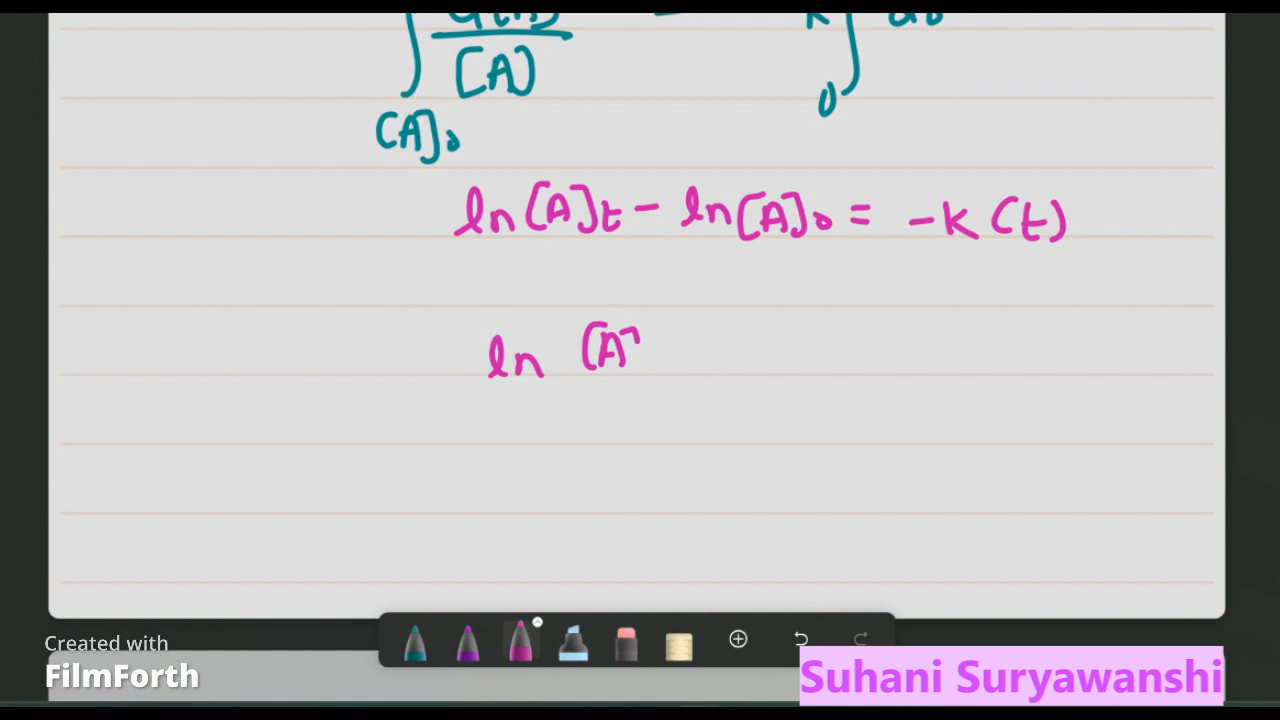 [A]
0
[A]₀
ln [A]t - ln [A]₀ = -K (t)
ln [A]
Created with
FilmForth
Suhani Suryawanshi